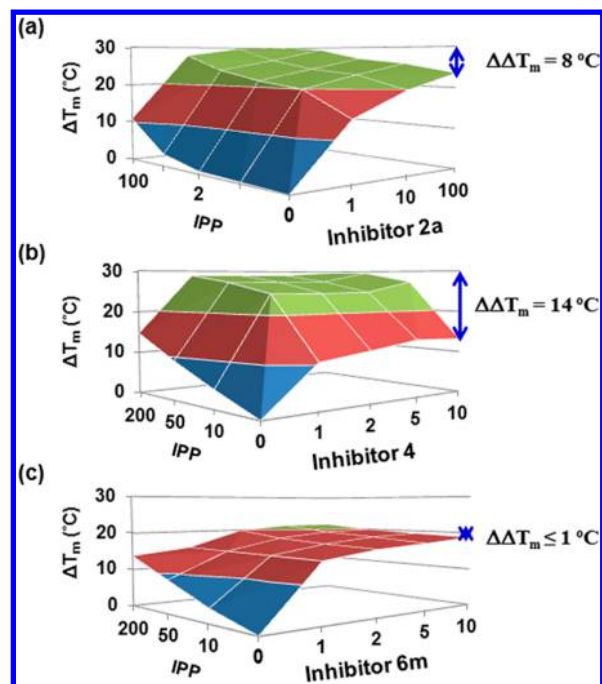 (a)
30
20
10
0
ΔTm (°C)
100
2
0
IPP
1
10
100
Inhibitor 2a
ΔΔTm = 8 °C
(b)
30
20
10
0
ΔTm (°C)
200
50
10
0
IPP
1
2
5
10
Inhibitor 4
ΔΔTm = 14 °C
(c)
30
20
10
0
ΔTm (°C)
200
50
10
0
IPP
1
2
5
10
Inhibitor 6m
ΔΔTm ≤ 1 °C